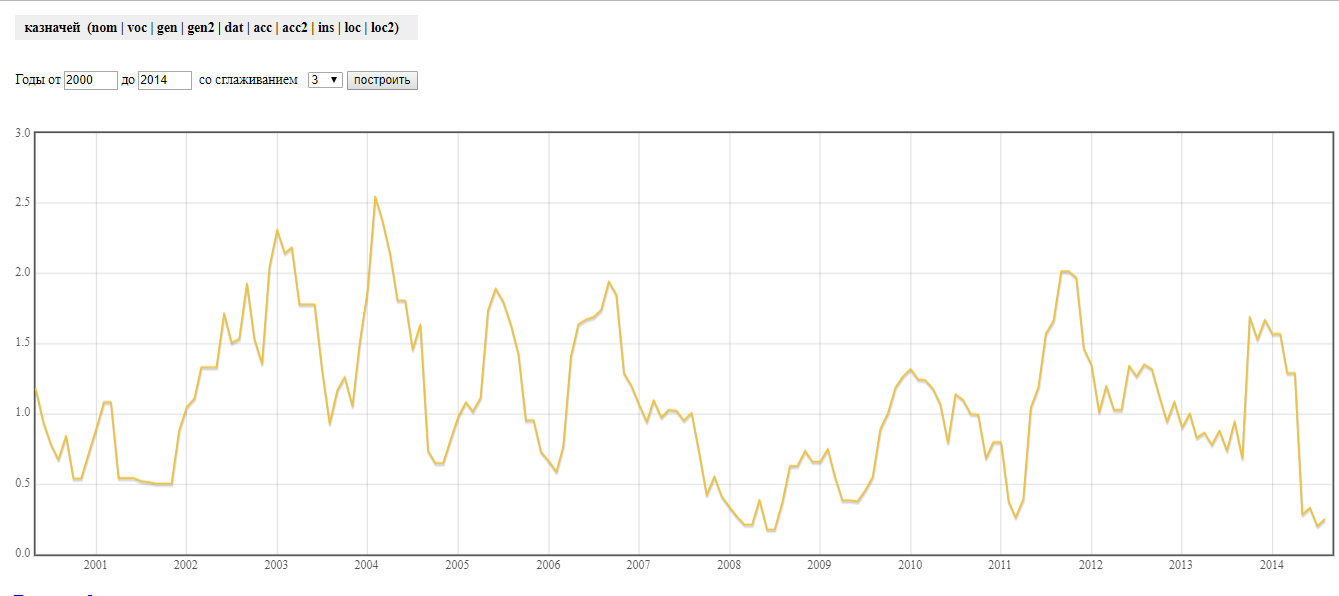 казначей (nom | voc | gen | gen2 | dat | acc | acc2 | ins | loc | loc2)
Годы от 2000 до 2014 со сглаживанием 3 построить
3.0
2.5
2.0
1.5
1.0
0.5
0.0
2001 2002 2003 2004 2005 2006 2007 2008 2009 2010 2011 2012 2013 2014